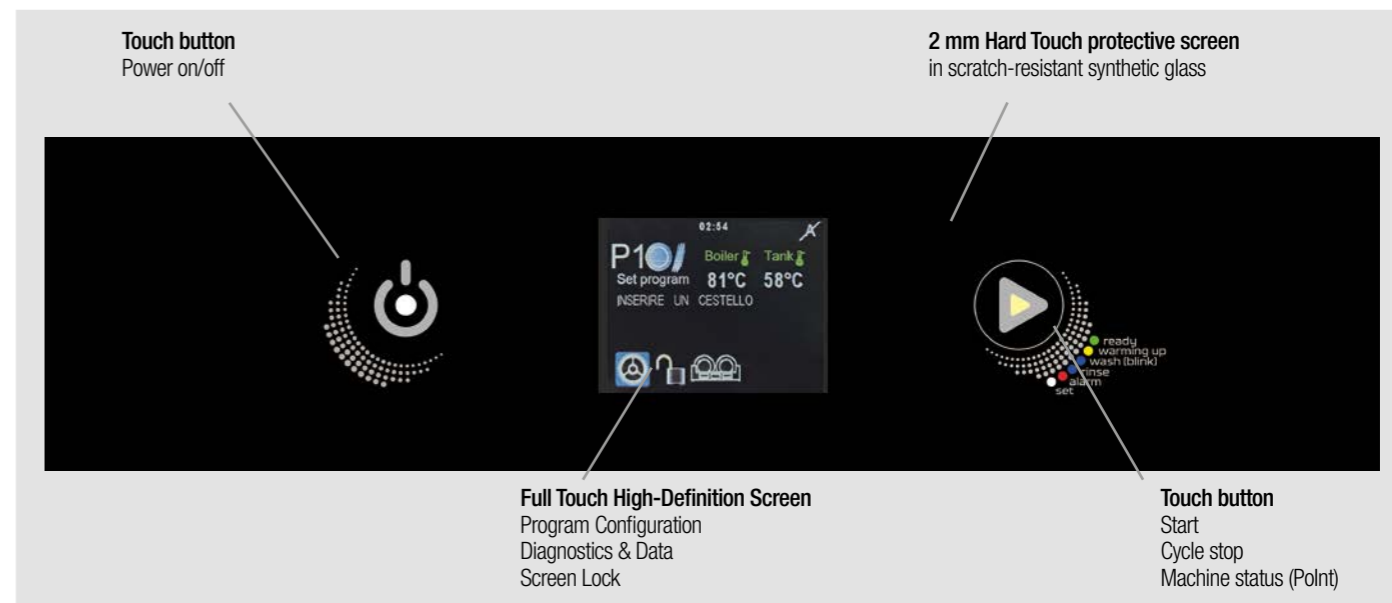 Touch button
Power on/off
2 mm Hard Touch protective screen
in scratch-resistant synthetic glass
02:54
P1
Boiler
Tank
Set program
81°C
58°C
INSERIRE UN CESTELLO
ready
warming up
wash (blink)
rinse
alarm
set
Full Touch High-Definition Screen
Program Configuration
Diagnostics & Data
Screen Lock
Touch button
Start
Cycle stop
Machine status (PoInt)